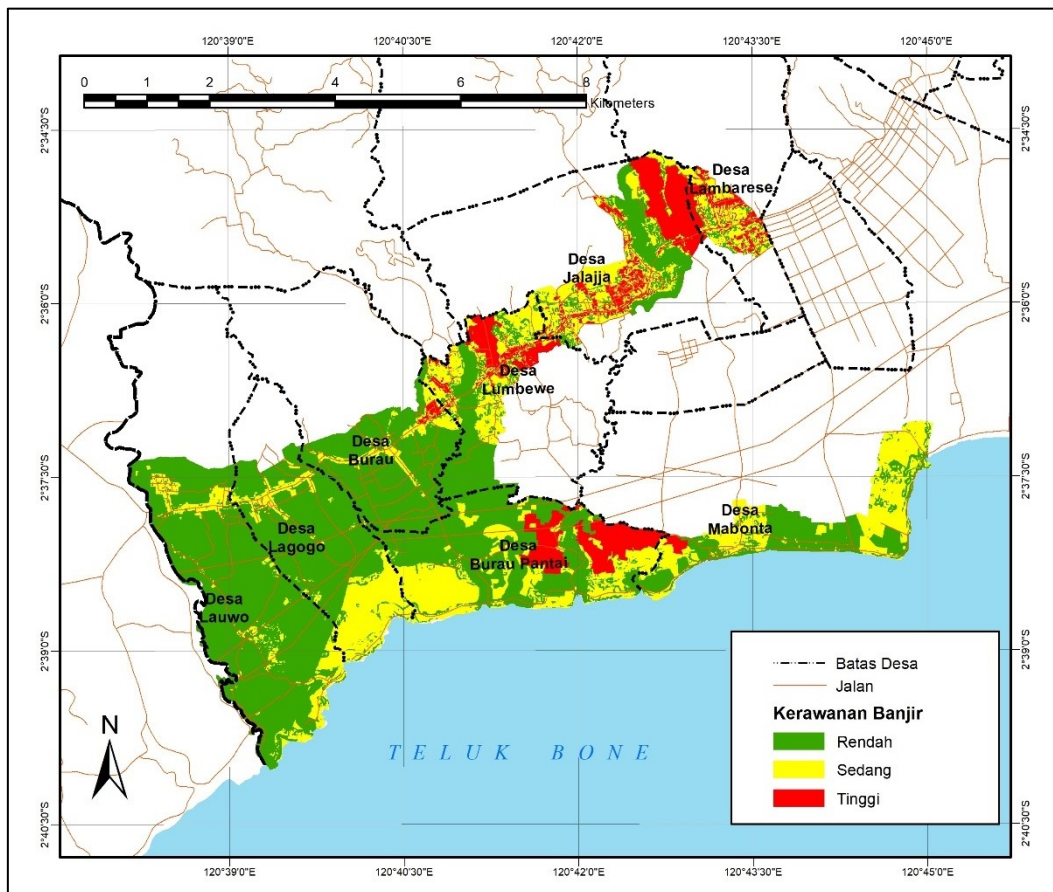 120°39'0"E 120°40'30"E 120°42'0"E 120°43'30"E 120°45'0"E
0 1 2 4 6 8
Kilometers
2°34'30"S 2°34'30"S
Desa
Lambarese
Desa
Jalajja
2°36'0"S 2°36'0"S
Desa
Lumbewe
Desa
Burau
2°37'30"S 2°37'30"S
Desa
Lagogo
Desa
Mabonta
Desa
Burau Pantai
Desa
Lauwo
2°39'0"S 2°39'0"S
Batas Desa
Jalan
Kerawanan Banjir
Rendah
Sedang
Tinggi
N
TELUK BONE
2°40'30"S 2°40'30"S
120°39'0"E 120°40'30"E 120°42'0"E 120°43'30"E 120°45'0"E